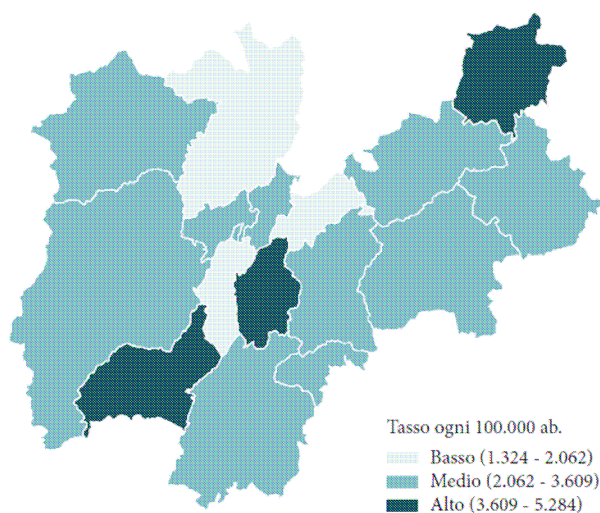 Tasso ogni 100.000 ab.
Basso (1.324 - 2.062)
Medio (2.062 - 3.609)
Alto (3.609 - 5.284)